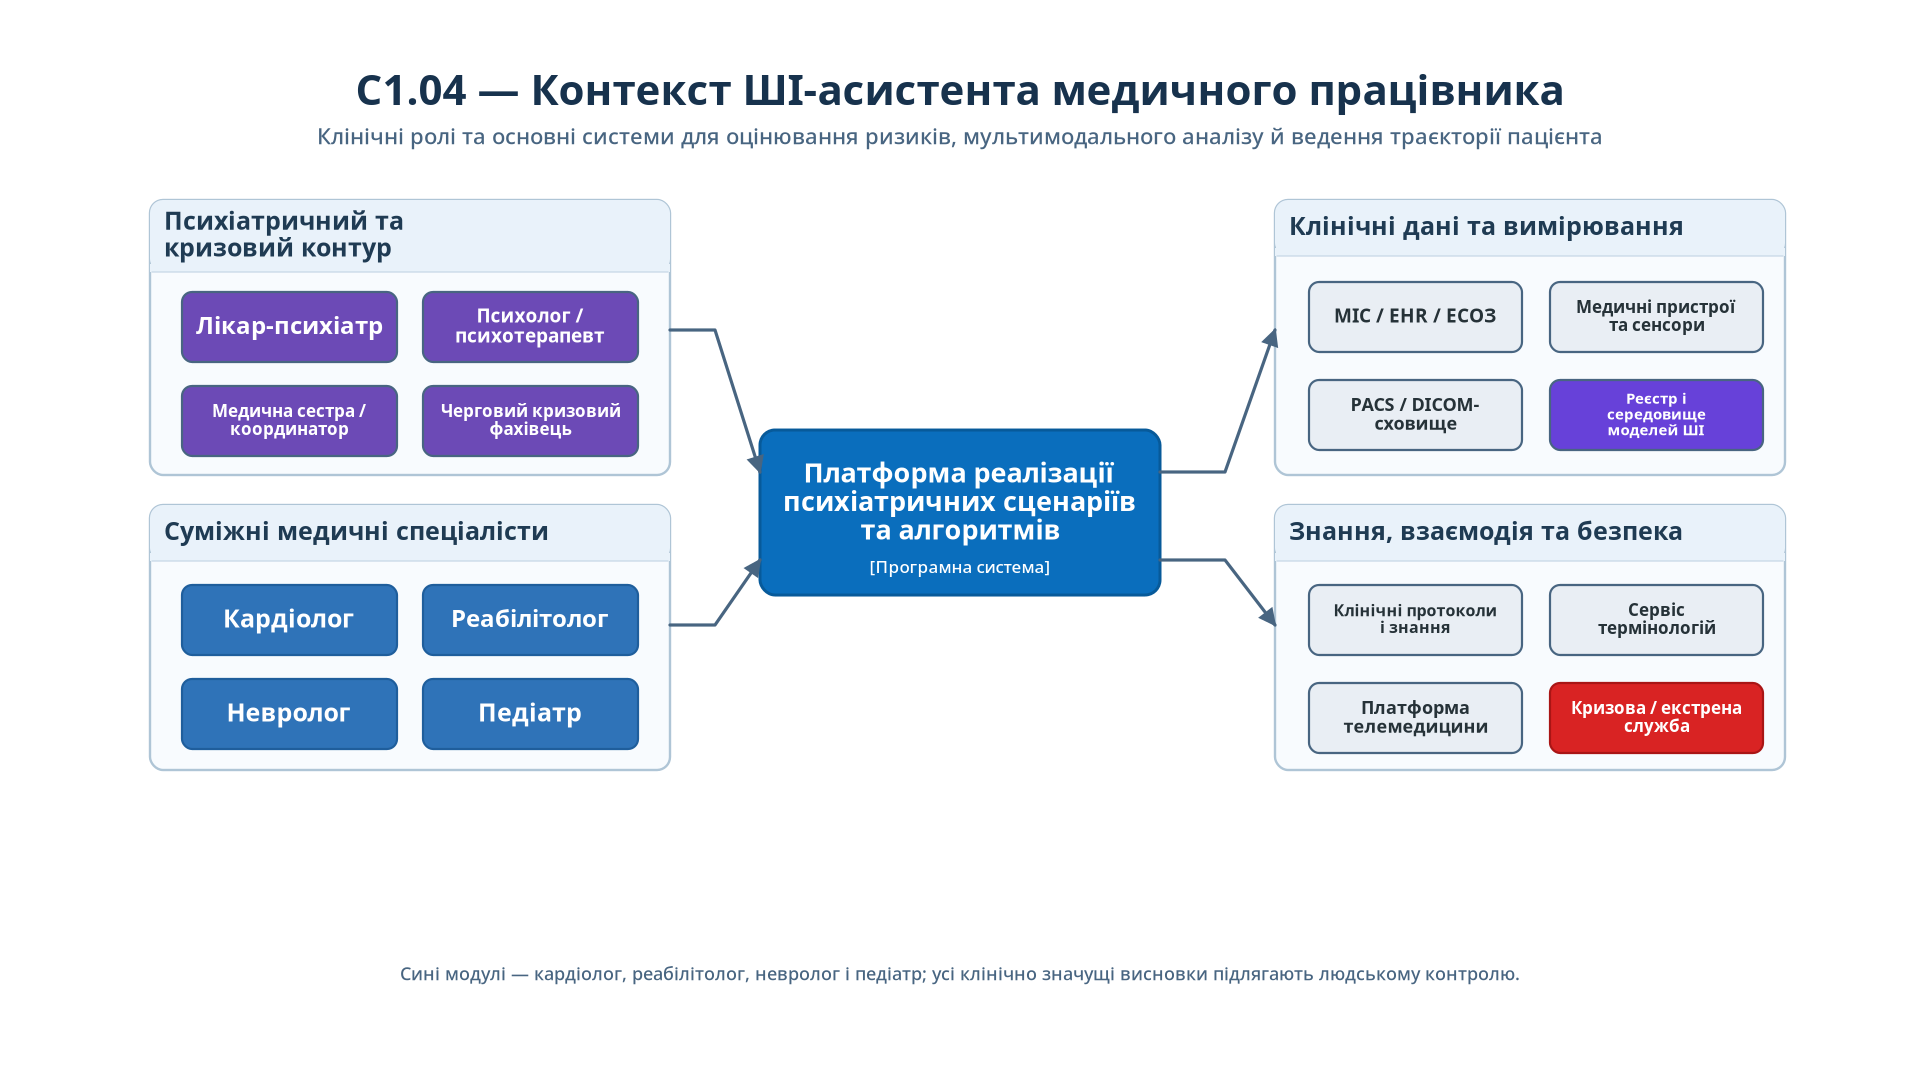 C1.04 — Контекст ШІ-асистента медичного працівника
Клінічні ролі та основні системи для оцінювання ризиків, мультимодального аналізу й ведення траєкторії пацієнта
Психіатричний та
кризовий контур
Лікар-психіатр
Психолог /
психотерапевт
Медична сестра /
координатор
Черговий кризовий
фахівець
Суміжні медичні спеціалісти
Кардіолог
Реабілітолог
Невролог
Педіатр
Платформа реалізації
психіатричних сценаріїв
та алгоритмів
[Програмна система]
Клінічні дані та вимірювання
МІС / EHR / ЕСОЗ
Медичні пристрої
та сенсори
PACS / DICOM-
сховище
Реєстр і
середовище
моделей ШІ
Знання, взаємодія та безпека
Клінічні протоколи
і знання
Сервіс
термінологій
Платформа
телемедицини
Кризова / екстрена
служба
Сині модулі — кардіолог, реабілітолог, невролог і педіатр; усі клінічно значущі висновки підлягають людському контролю.